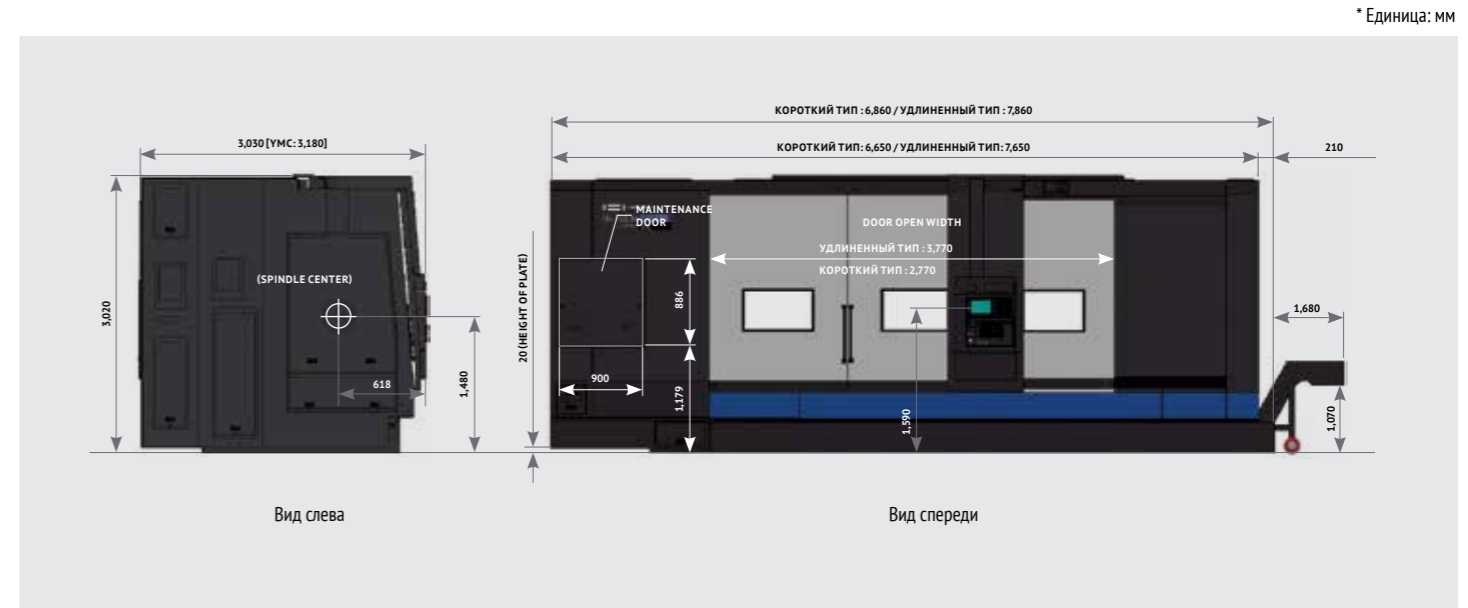 * Единица: мм
КОРОТКИЙ ТИП : 6,860 / УДЛИНЕННЫЙ ТИП : 7,860
3,030 [YMC: 3,180]
КОРОТКИЙ ТИП: 6,650 / УДЛИНЕННЫЙ ТИП: 7,650
210
MAINTENANCE
DOOR
DOOR OPEN WIDTH
УДЛИНЕННЫЙ ТИП : 3,770
КОРОТКИЙ ТИП : 2,770
(SPINDLE CENTER)
3,020
618
1,480
20 (HEIGHT OF PLATE)
886
900
1,179
1,590
1,680
1,070
Вид слева
Вид спереди